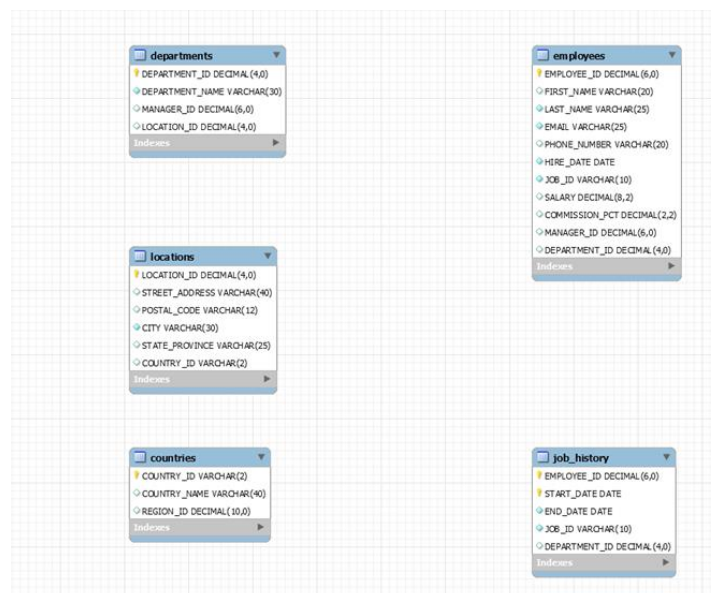 departments
DEPARTMENT_ID DECIMAL(4,0)
DEPARTMENT_NAME VARCHAR(30)
MANAGER_ID DECIMAL(6,0)
LOCATION_ID DECIMAL(4,0)
Indexes
employees
EMPLOYEE_ID DECIMAL(6,0)
FIRST_NAME VARCHAR(20)
LAST_NAME VARCHAR(25)
EMAIL VARCHAR(25)
PHONE_NUMBER VARCHAR(20)
HIRE_DATE DATE
JOB_ID VARCHAR(10)
SALARY DECIMAL(8,2)
COMMISSION_PCT DECIMAL(2,2)
MANAGER_ID DECIMAL(6,0)
DEPARTMENT_ID DECIMAL(4,0)
Indexes
locations
LOCATION_ID DECIMAL(4,0)
STREET_ADDRESS VARCHAR(40)
POSTAL_CODE VARCHAR(12)
CITY VARCHAR(30)
STATE_PROVINCE VARCHAR(25)
COUNTRY_ID VARCHAR(2)
Indexes
countries
COUNTRY_ID VARCHAR(2)
COUNTRY_NAME VARCHAR(40)
REGION_ID DECIMAL(10,0)
Indexes
job_history
EMPLOYEE_ID DECIMAL(6,0)
START_DATE DATE
END_DATE DATE
JOB_ID VARCHAR(10)
DEPARTMENT_ID DECIMAL(4,0)
Indexes